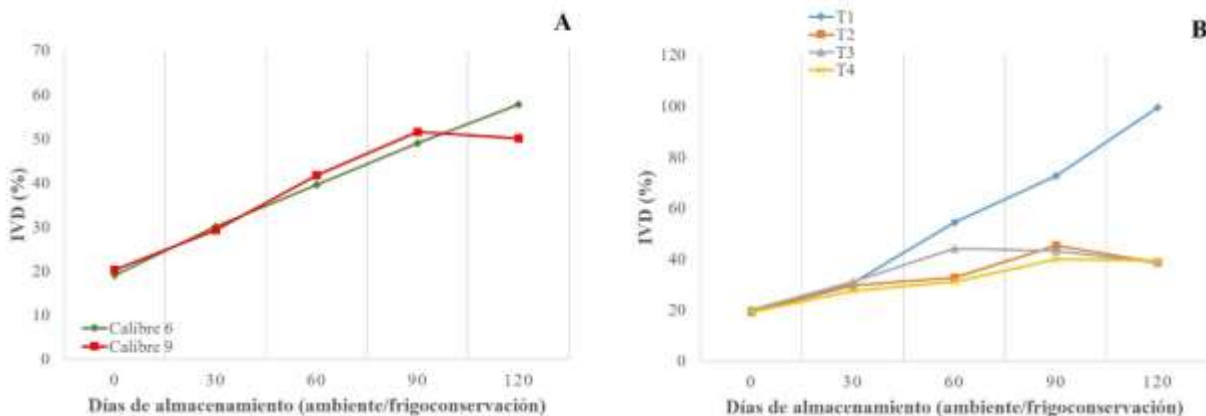 A
70
60
50
40
30
20
10
0
IVD (%)
Calibre 6
Calibre 9
0 30 60 90 120
Días de almacenamiento (ambiente/frigoconservación)
T1
T2
T3
T4
B
120
100
80
60
40
20
0
IVD (%)
0 30 60 90 120
Días de almacenamiento (ambiente/frigoconservación)